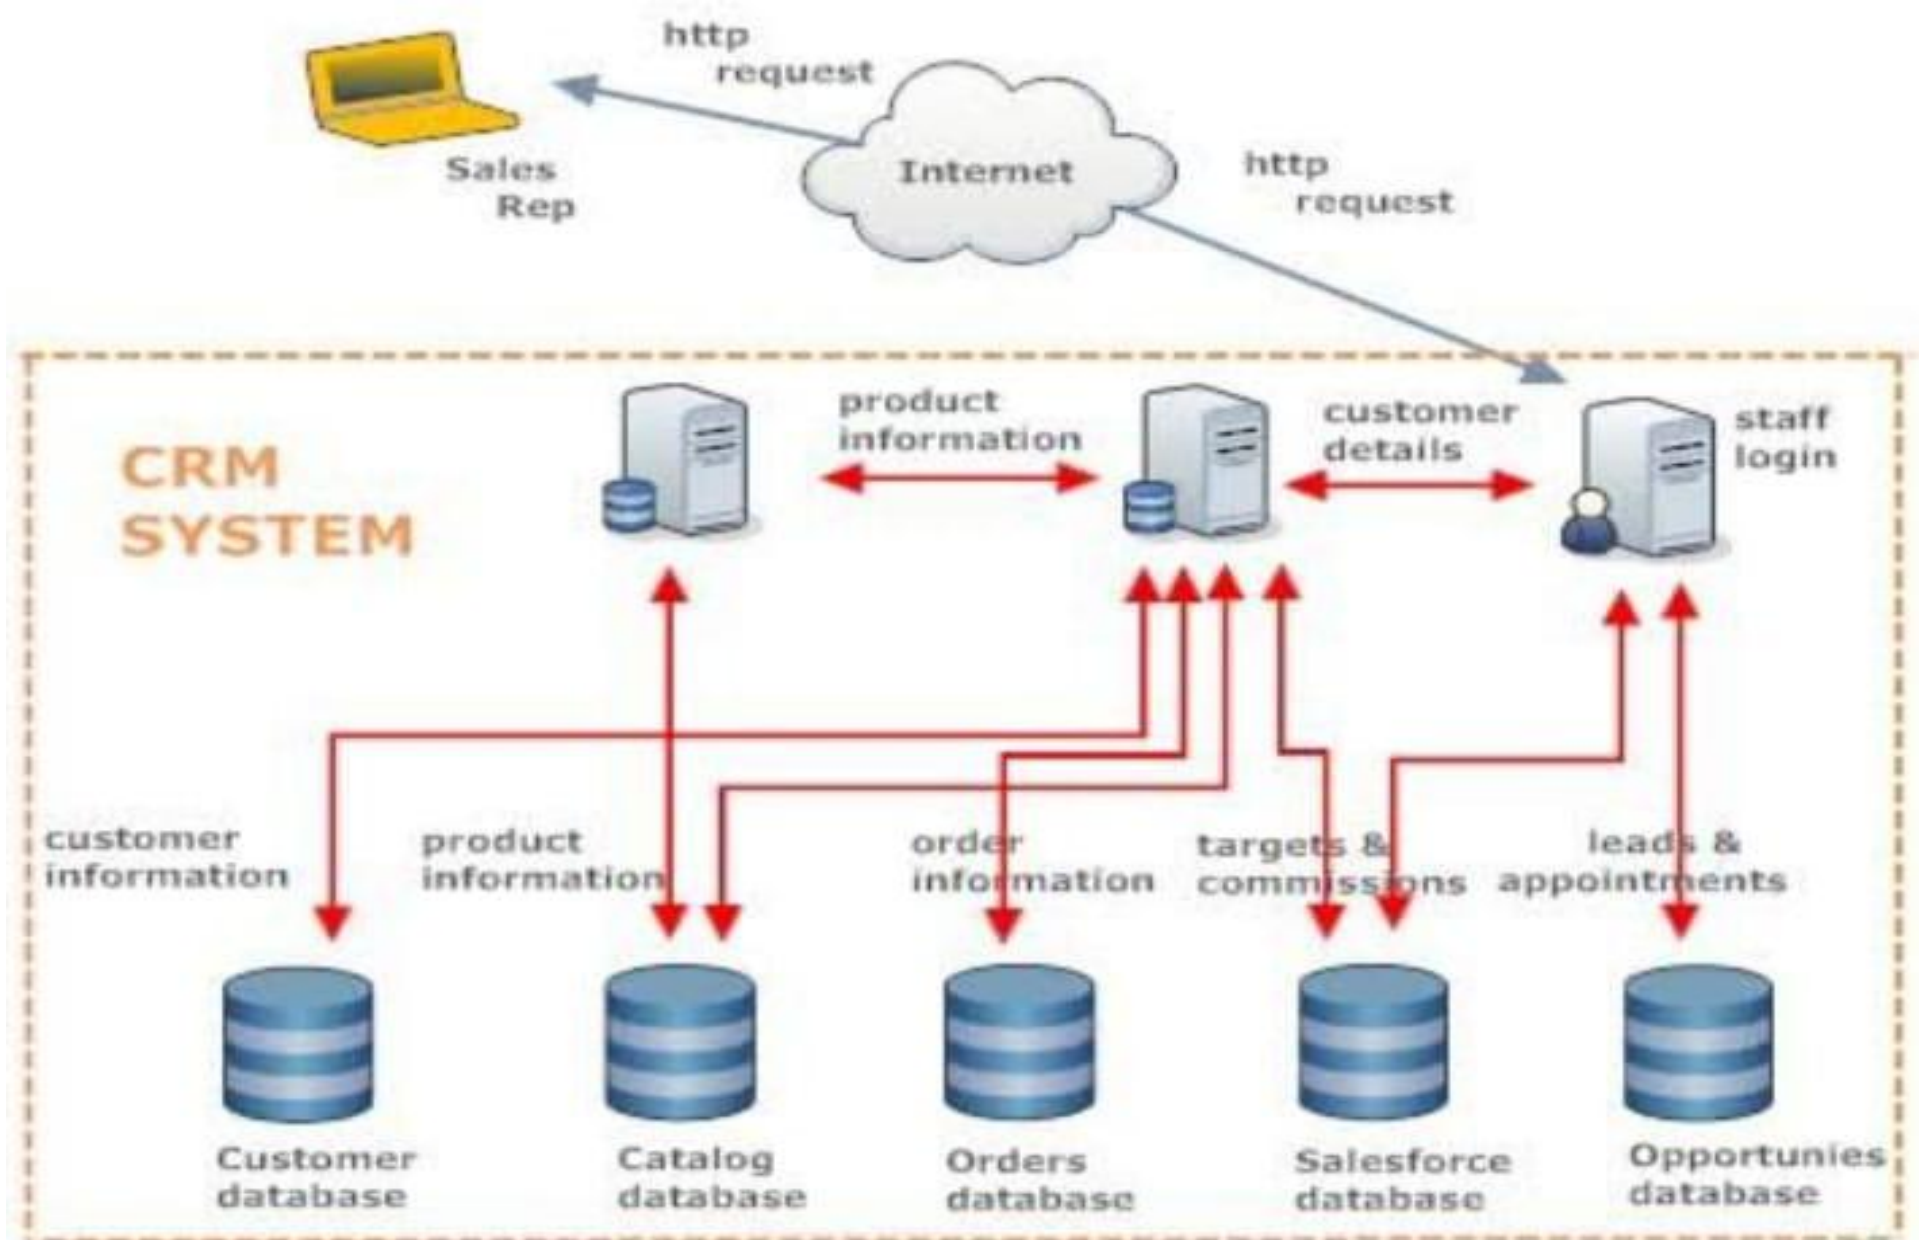 http
request
Sales
Rep
Internet
http
request
CRM
SYSTEM
product
information
customer
details
staff
login
customer
information
product
information
order
information
targets &
commissions
leads &
appointments
Customer
database
Catalog
database
Orders
database
Salesforce
database
Opportunies
database